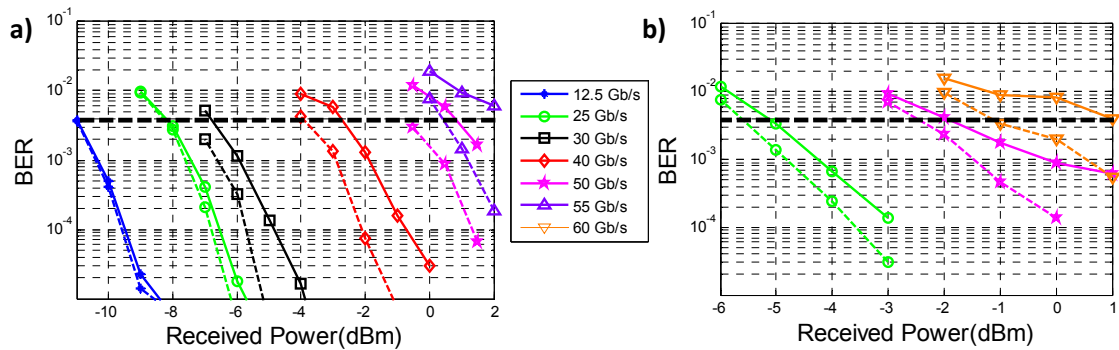 a)
10^-1
10^-2
10^-3
10^-4
BER
-10
-8
-6
-4
-2
0
2
Received Power(dBm)
12.5 Gb/s
25 Gb/s
30 Gb/s
40 Gb/s
50 Gb/s
55 Gb/s
60 Gb/s
b)
10^-1
10^-2
10^-3
10^-4
BER
-6
-5
-4
-3
-2
-1
0
1
Received Power(dBm)